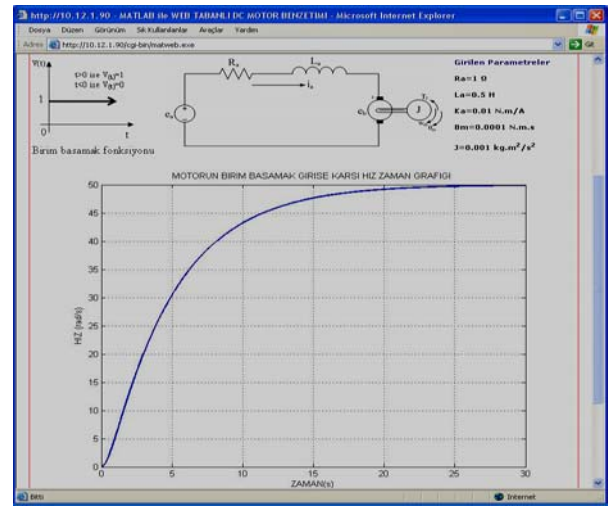 http://10.12.1.90 - MATLAB ile WEB TABANLI DC MOTOR BENZETIMI - Microsoft Internet Explorer
Dosya Düzen Görünüm Sık Kullanılanlar Araçlar Yardım
Adres http://10.12.1.90/cgi-bin/matweb.exe Git
V(t)
t>0 ise V(t)=1
t<0 ise V(t)=0
1
0
t
Birim basamak fonksiyonu
Ra
La
ia
ea
eb
J
Girilen Parametreler
Ra=1 Ω
La=0.5 H
Ka=0.01 N.m/A
Bm=0.0001 N.m.s
J=0.001 kg.m²/s²
MOTORUN BIRIM BASAMAK GIRISE KARSI HIZ ZAMAN GRAFIGI
50
45
40
35
30
25
20
15
10
5
0
HIZ (rad/s)
0 5 10 15 20 25 30
ZAMAN(s)
Bitti
Internet